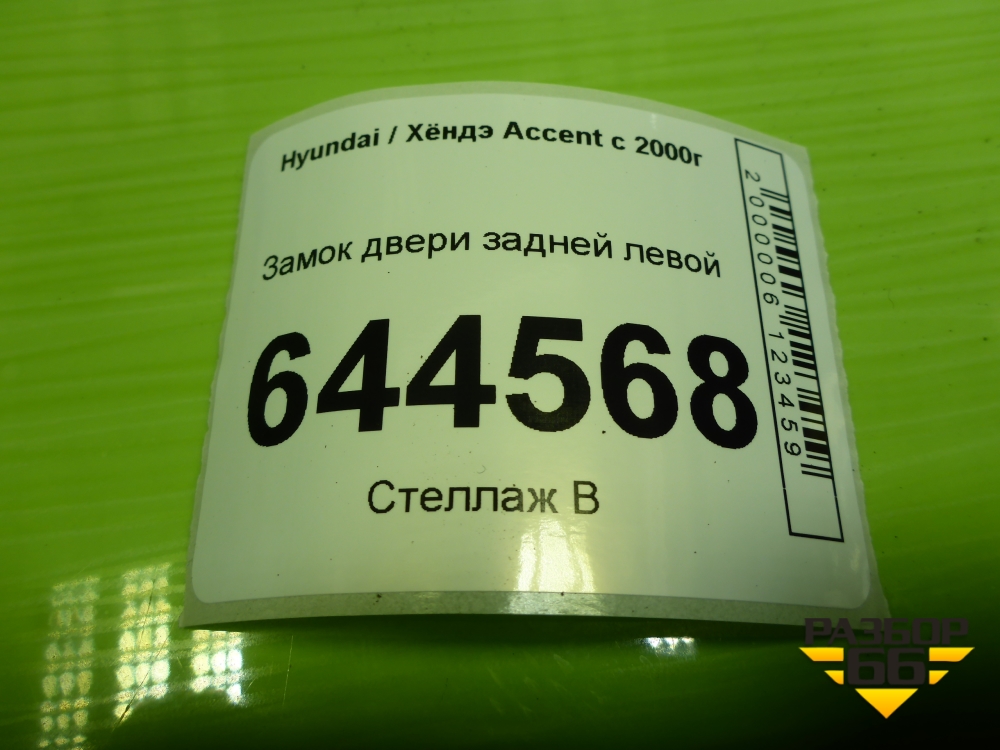 Hyundai / Хёндэ Accent с 2000г
Замок двери задней левой
644568
Стеллаж В
2000006123459
РАЗБОР
66